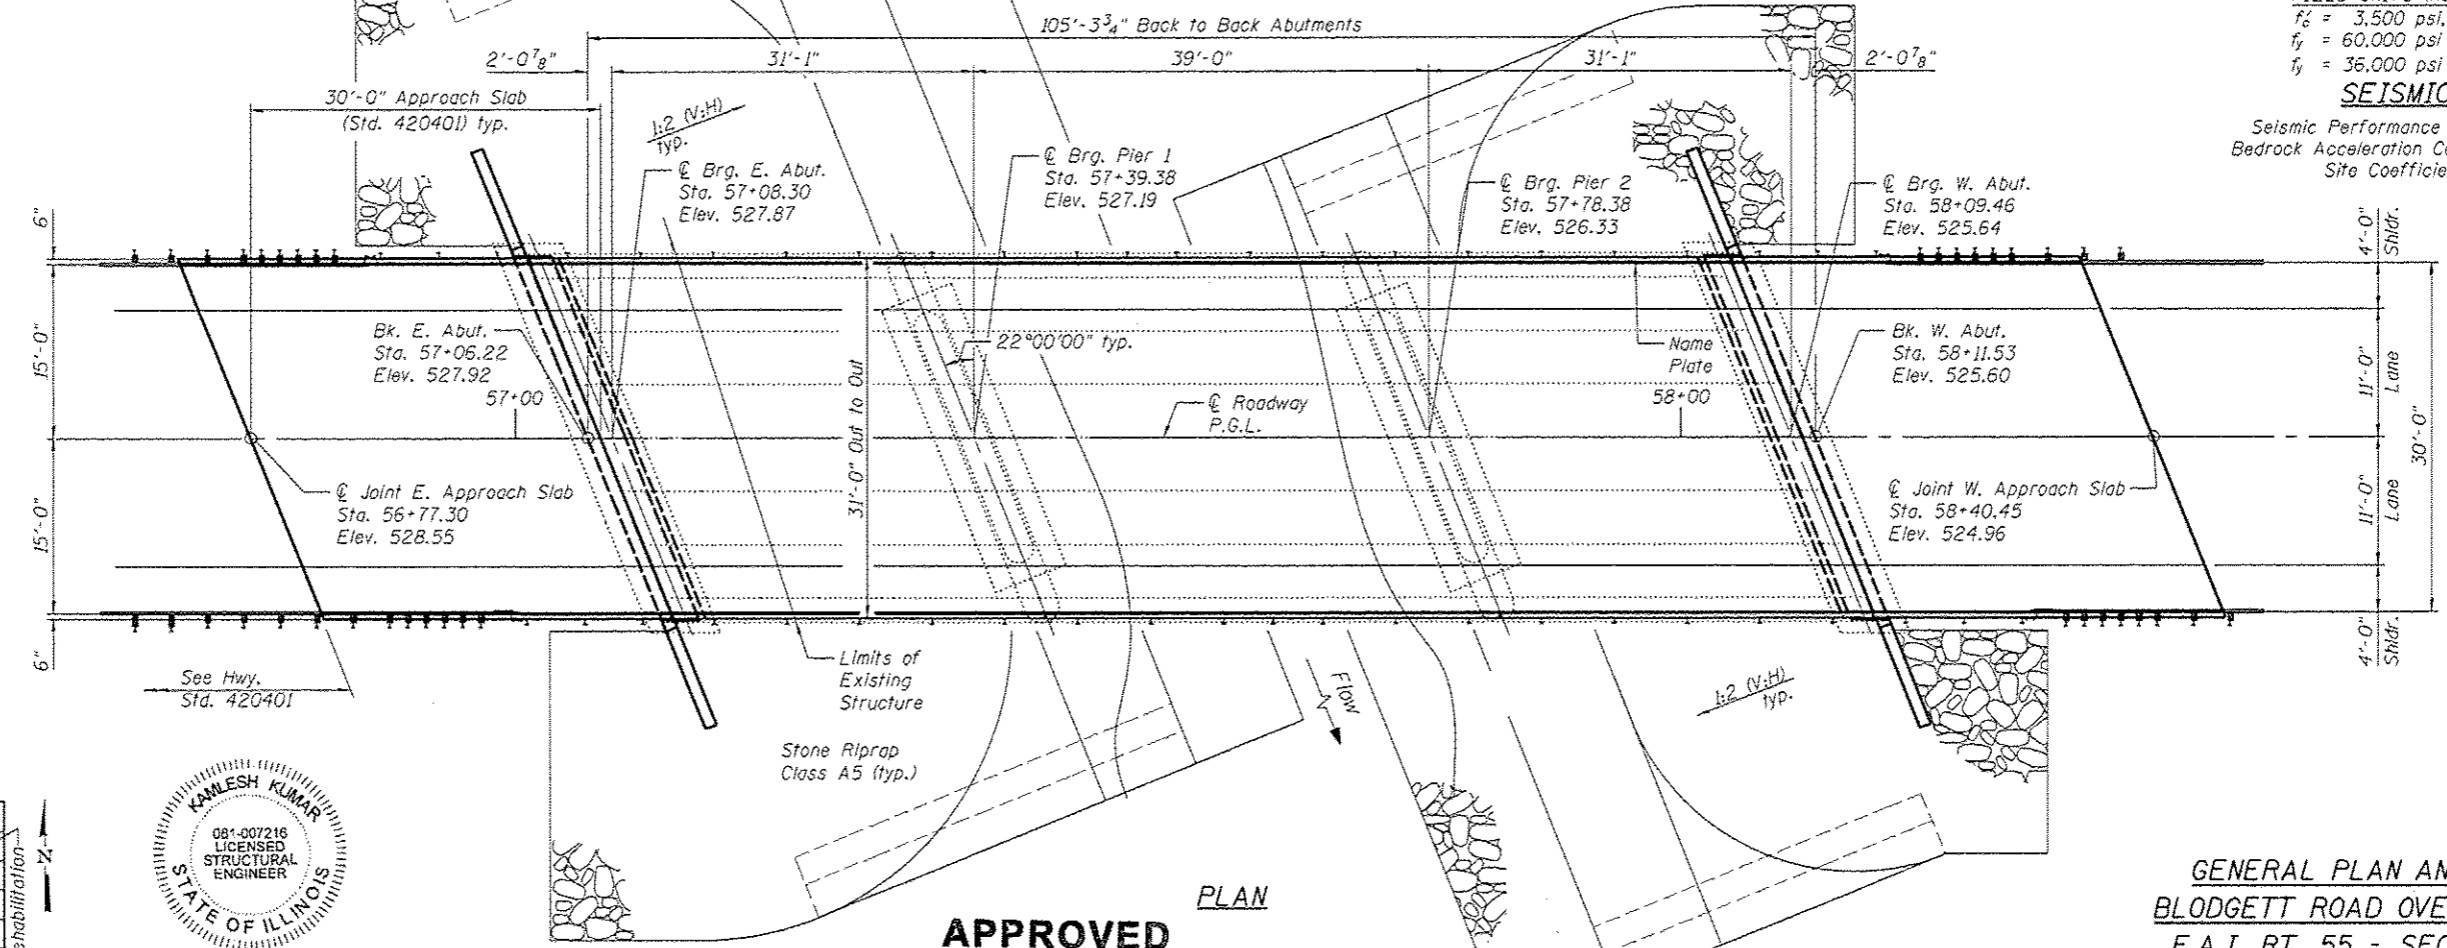 105'-3¾" Back to Back Abutments
2'-0⅞"
31'-1"
39'-0"
31'-1"
2'-0⅞"
f'c = 3,500 psi,
fy = 60,000 psi
fy = 36,000 psi
SEISMIC
Seismic Performance
Bedrock Acceleration
Site
30'-0" Approach Slab
(Std. 420401) typ.
1:2 (V:H)
typ.
℄ Brg. E. Abut.
Sta. 57+08.30
Elev. 527.87
℄ Brg. Pier 1
Sta. 57+39.38
Elev. 527.19
℄ Brg. Pier 2
Sta. 57+78.38
Elev. 526.33
℄ Brg. W. Abut.
Sta. 58+09.46
Elev. 525.64
6"
15'-0"
15'-0"
6"
4'-0"
Shldr.
11'-0"
Lane
11'-0"
Lane
4'-0"
Shldr.
30'-0"
Bk. E. Abut.
Sta. 57+06.22
Elev. 527.92
57+00
31'-0" Out to Out
22°00'00" typ.
℄ Roadway
P.G.L.
Name
Plate
58+00
Bk. W. Abut.
Sta. 58+11.53
Elev. 525.60
℄ Joint E. Approach Slab
Sta. 56+77.30
Elev. 528.55
℄ Joint W. Approach Slab
Sta. 58+40.45
Elev. 524.96
See Hwy.
Std. 420401
Limits of
Existing
Structure
Stone Riprap
Class A5 (typ.)
Flow
1:2 (V:H)
typ.
N
KAMLESH KUMAR
081-007216
LICENSED
STRUCTURAL
ENGINEER
STATE OF ILLINOIS
PLAN
APPROVED
GENERAL PLAN AN
BLODGETT ROAD OVE
F.A.I. RT. 55 - SEC